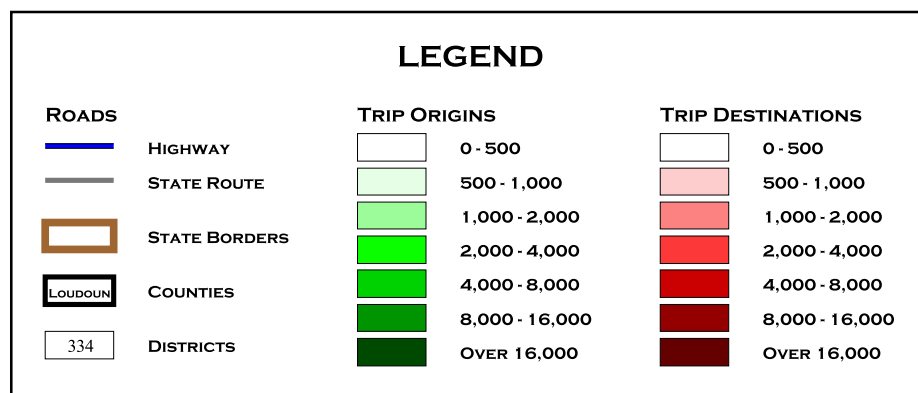 LEGEND
ROADS
HIGHWAY
STATE ROUTE
STATE BORDERS
LOUDOUN COUNTIES
334 DISTRICTS
TRIP ORIGINS
0 - 500
500 - 1,000
1,000 - 2,000
2,000 - 4,000
4,000 - 8,000
8,000 - 16,000
OVER 16,000
TRIP DESTINATIONS
0 - 500
500 - 1,000
1,000 - 2,000
2,000 - 4,000
4,000 - 8,000
8,000 - 16,000
OVER 16,000